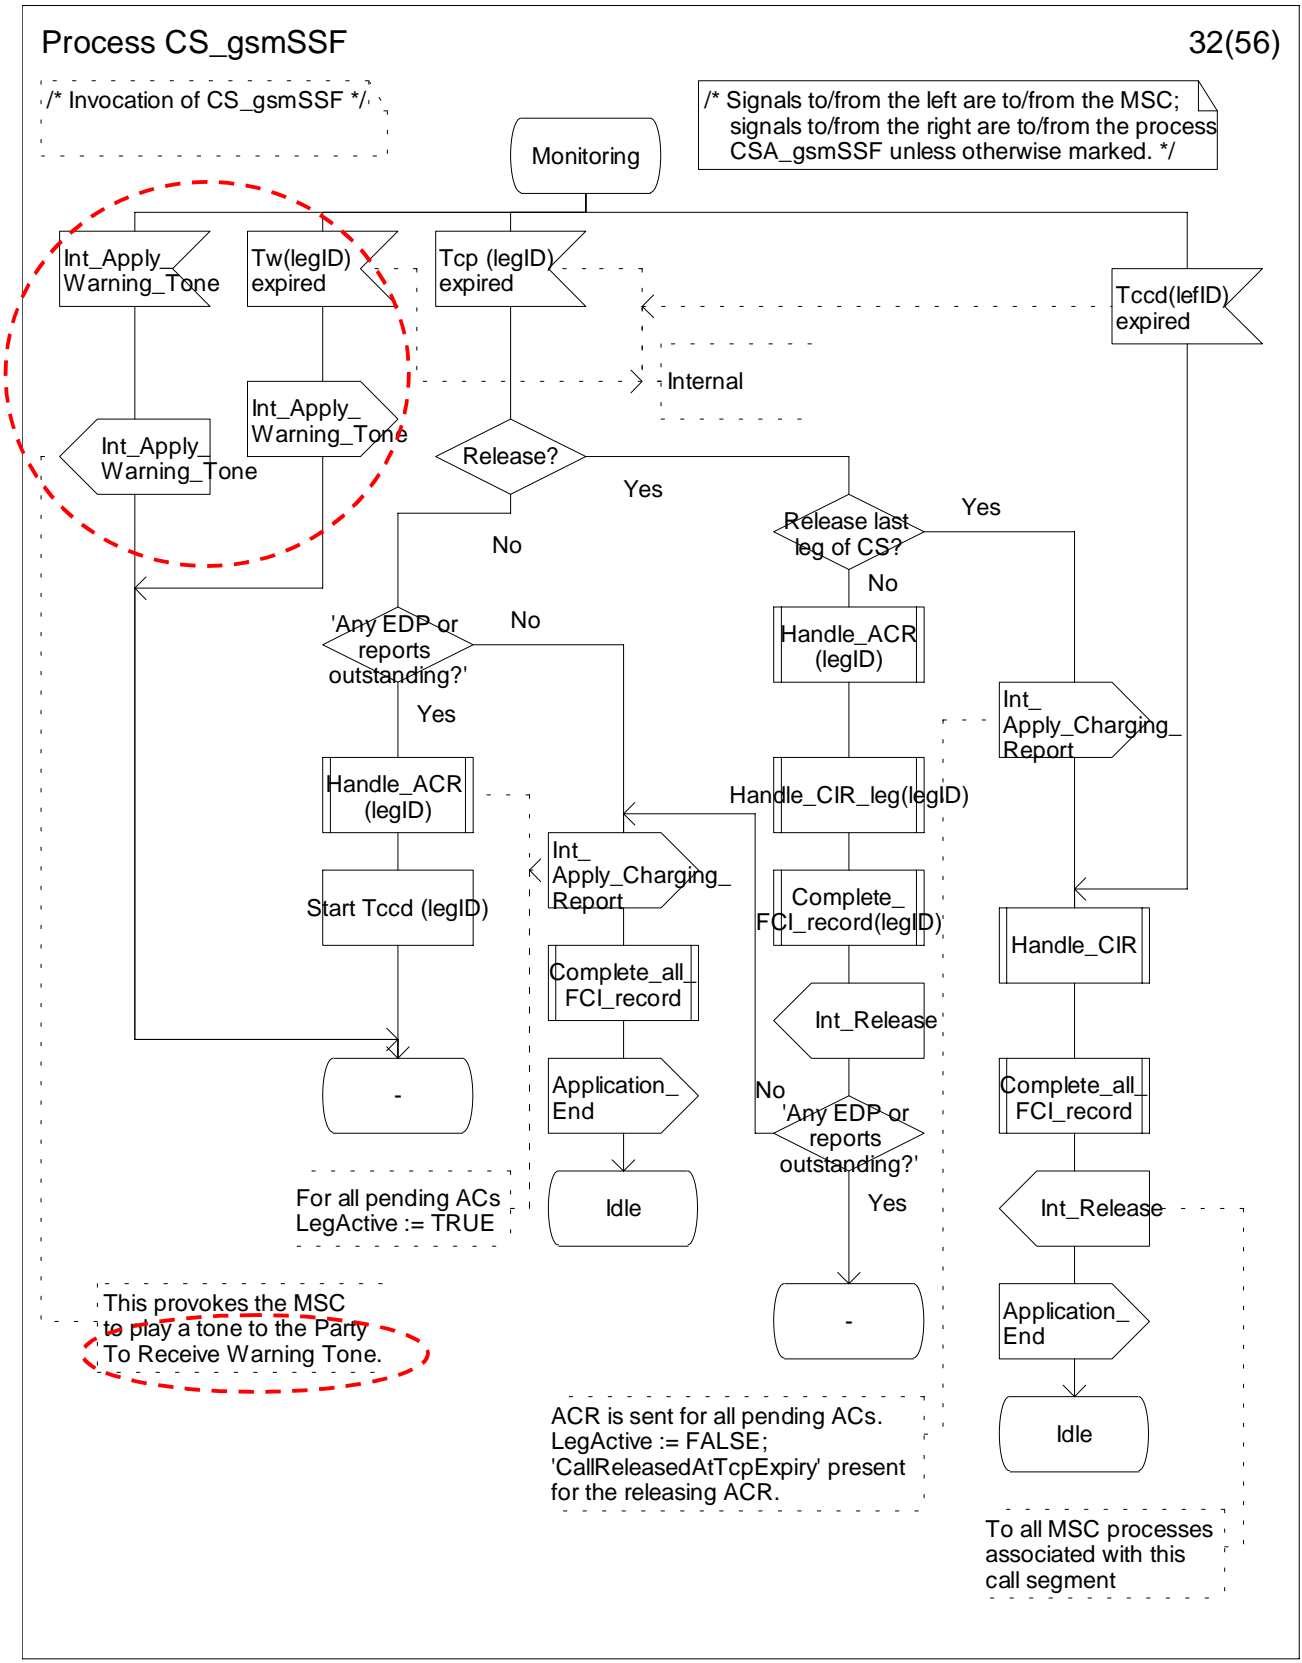 Process CS_gsmSSF
32(56)
/* Invocation of CS_gsmSSF */
/* Signals to/from the left are to/from the MSC;
signals to/from the right are to/from the process
CSA_gsmSSF unless otherwise marked. */
Monitoring
Int_Apply_
Warning_Tone
Tw(legID)
expired
Tcp (legID)
expired
Tccd(lefID)
expired
Internal
Int_Apply_
Warning_Tone
Int_Apply_
Warning_Tone
Release?
Yes
No
Release last
leg of CS?
Yes
No
'Any EDP or
reports
outstanding?'
No
Yes
Handle_ACR
(legID)
Int_
Apply_Charging_
Report
Handle_ACR
(legID)
Handle_CIR_leg(legID)
Int_
Apply_Charging_
Report
Start Tccd (legID)
Complete_
FCI_record(legID)
Handle_CIR
Complete_all_
FCI_record
Int_Release
-
Application_
End
No
'Any EDP or
reports
outstanding?'
Yes
Complete_all_
FCI_record
For all pending ACs
LegActive := TRUE
Idle
Int_Release
This provokes the MSC
to play a tone to the Party
To Receive Warning Tone.
-
Application_
End
ACR is sent for all pending ACs.
LegActive := FALSE;
'CallReleasedAtTcpExpiry' present
for the releasing ACR.
Idle
To all MSC processes
associated with this
call segment